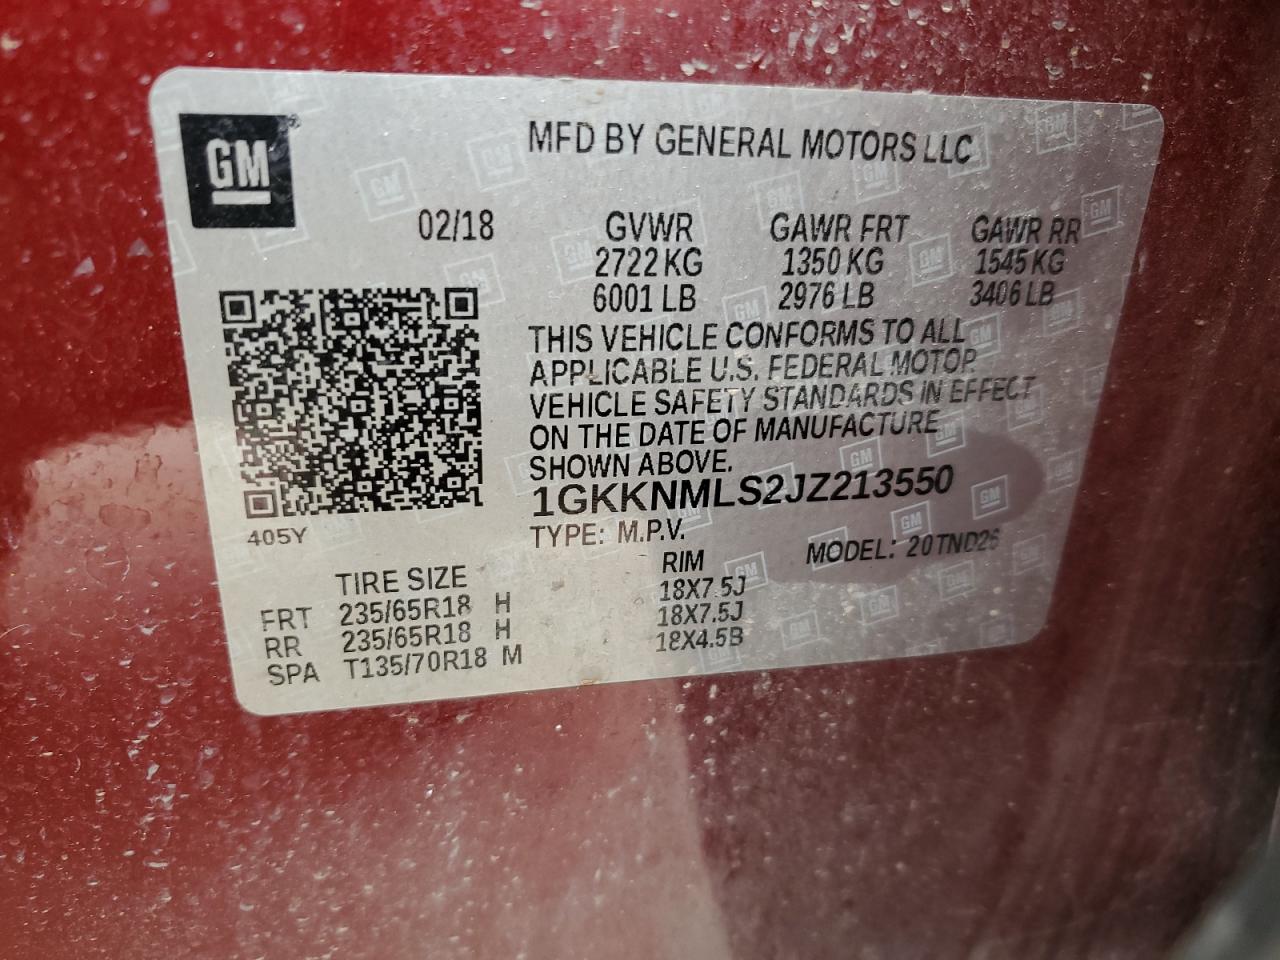 GM
MFD BY GENERAL MOTORS LLC
02/18 GVWR GAWR FRT GAWR RR
2722 KG 1350 KG 1545 KG
6001 LB 2976 LB 3406 LB
THIS VEHICLE CONFORMS TO ALL
APPLICABLE U.S. FEDERAL MOTOR
VEHICLE SAFETY STANDARDS IN EFFECT
ON THE DATE OF MANUFACTURE
SHOWN ABOVE.
1GKKNMLS2JZ213550
405Y
TYPE: M.P.V. MODEL: 20TND26
TIRE SIZE RIM
FRT 235/65R18 H 18X7.5J
RR 235/65R18 H 18X7.5J
SPA T135/70R18 M 18X4.5B